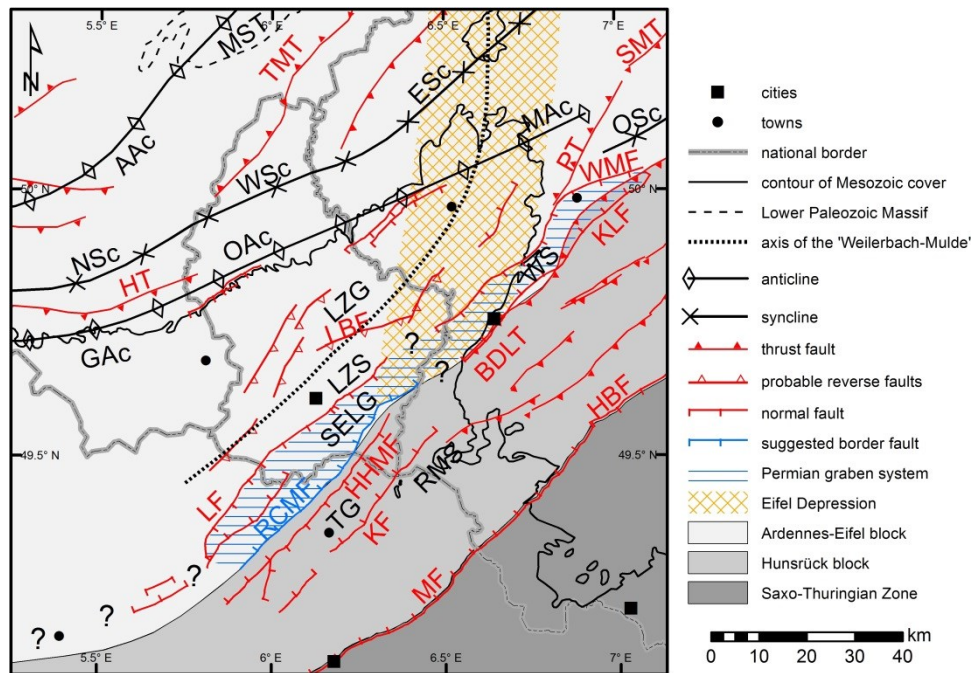 5.5° E
6° E
6.5° E
7° E
N
MST
TMT
SMT
ESc
AAc
MAc
QSc
WSc
RT
WMF
50° N
50° N
KLF
NSc
OAc
HT
WS
LZG
LBF
GAc
?
?
BDLT
LZS
HBF
SELG
49.5° N
49.5° N
HHMF
RMS
LF
RCMF
TG
KF
?
MF
?
?
5.5° E
6° E
6.5° E
7° E
cities
towns
national border
contour of Mesozoic cover
Lower Paleozoic Massif
axis of the 'Weilerbach-Mulde'
anticline
syncline
thrust fault
probable reverse faults
normal fault
suggested border fault
Permian graben system
Eifel Depression
Ardennes-Eifel block
Hunsrück block
Saxo-Thuringian Zone
km
0 10 20 30 40